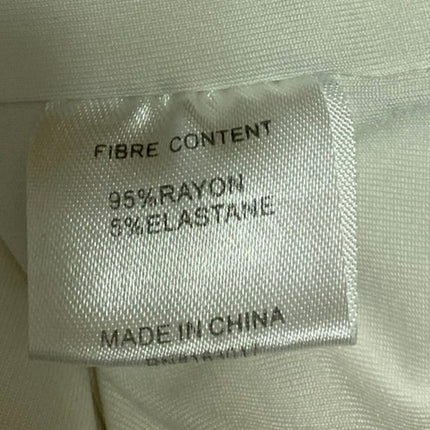 FIBRE CONTENT
95%RAYON
5%ELASTANE
MADE IN CHINA